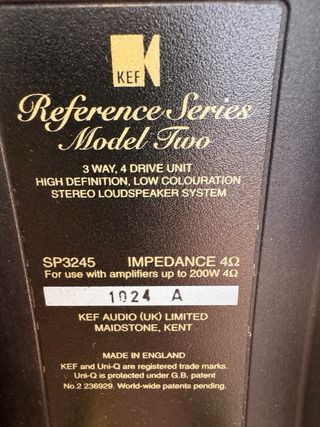 KEF
Reference Series
Model Two
3 WAY, 4 DRIVE UNIT
HIGH DEFINITION, LOW COLOURATION
STEREO LOUDSPEAKER SYSTEM
SP3245 IMPEDANCE 4Ω
For use with amplifiers up to 200W 4Ω
1024 A
KEF AUDIO (UK) LIMITED
MAIDSTONE, KENT
MADE IN ENGLAND
KEF and Uni-Q are registered trade marks.
Uni-Q is protected under G.B. patent
No.2 236929. World-wide patents pending.